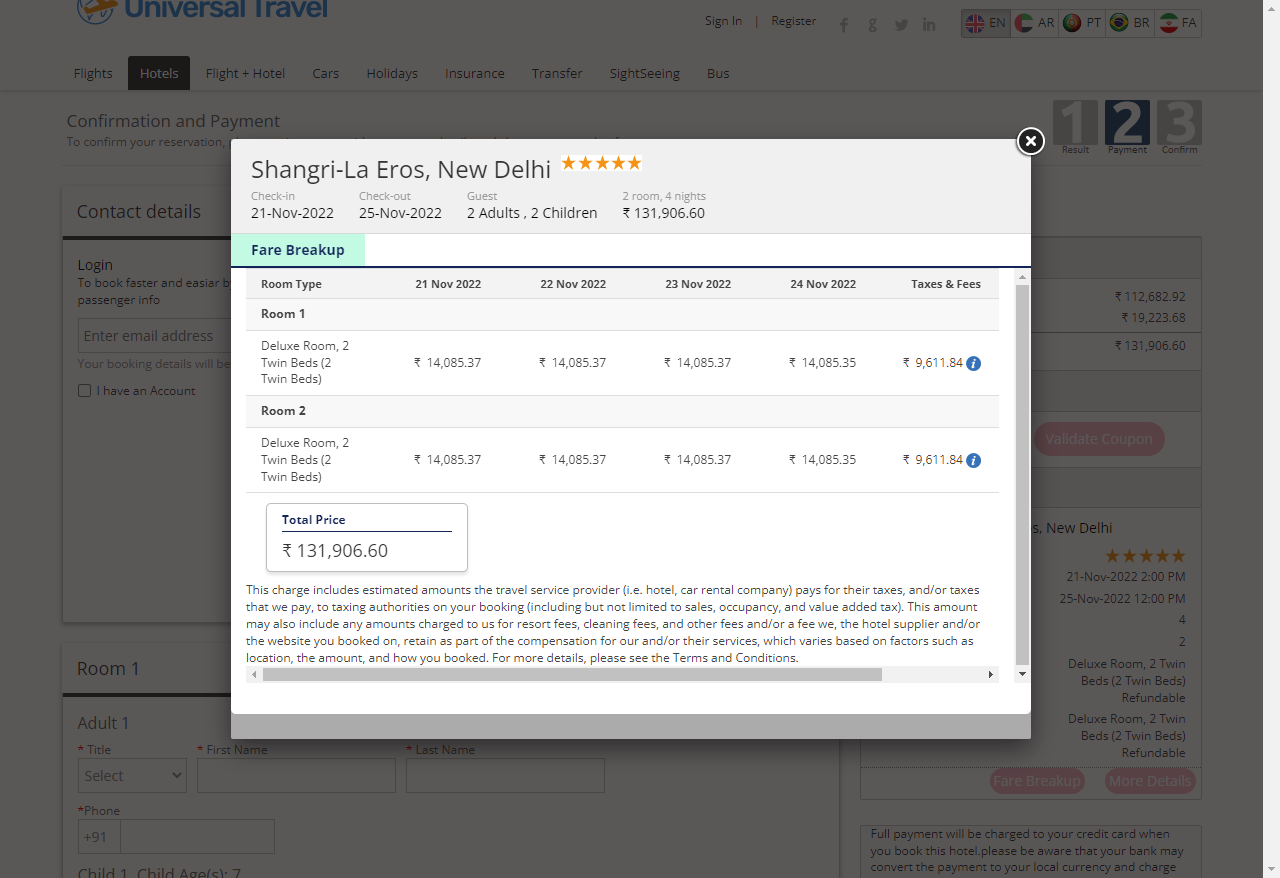 Universal Travel
Sign In | Register
EN AR PT BR FA
Flights Hotels Flight + Hotel Cars Holidays Insurance Transfer SightSeeing Bus
Confirmation and Payment
To confirm your reservation,
1 2 3
Result Payment Confirm
Shangri-La Eros, New Delhi
Check-in Check-out Guest 2 room, 4 nights
21-Nov-2022 25-Nov-2022 2 Adults , 2 Children ₹ 131,906.60
Fare Breakup
Room Type 21 Nov 2022 22 Nov 2022 23 Nov 2022 24 Nov 2022 Taxes & Fees
Room 1
Deluxe Room, 2
Twin Beds (2
Twin Beds)
₹ 14,085.37 ₹ 14,085.37 ₹ 14,085.37 ₹ 14,085.35 ₹ 9,611.84 i
Room 2
Deluxe Room, 2
Twin Beds (2
Twin Beds)
₹ 14,085.37 ₹ 14,085.37 ₹ 14,085.37 ₹ 14,085.35 ₹ 9,611.84 i
Total Price
₹ 131,906.60
This charge includes estimated amounts the travel service provider (i.e. hotel, car rental company) pays for their taxes, and/or taxes
that we pay, to taxing authorities on your booking (including but not limited to sales, occupancy, and value added tax). This amount
may also include any amounts charged to us for resort fees, cleaning fees, and other fees and/or a fee we, the hotel supplier and/or
the website you booked on, retain as part of the compensation for our and/or their services, which varies based on factors such as
location, the amount, and how you booked. For more details, please see the Terms and Conditions.
Contact details
Login
To book faster and easiar b
passenger info
Enter email address
Your booking details will be
I have an Account
Room 1
Adult 1
* Title * First Name * Last Name
Select
*Phone
+91
Child 1, Child Age(s): 7
₹ 112,682.92
₹ 19,223.68
₹ 131,906.60
Validate Coupon
s, New Delhi
21-Nov-2022 2:00 PM
25-Nov-2022 12:00 PM
4
2
Deluxe Room, 2 Twin
Beds (2 Twin Beds)
Refundable
Deluxe Room, 2 Twin
Beds (2 Twin Beds)
Refundable
Fare Breakup More Details
Full payment will be charged to your credit card when
you book this hotel.please be aware that your bank may
convert the payment to your local currency and charge